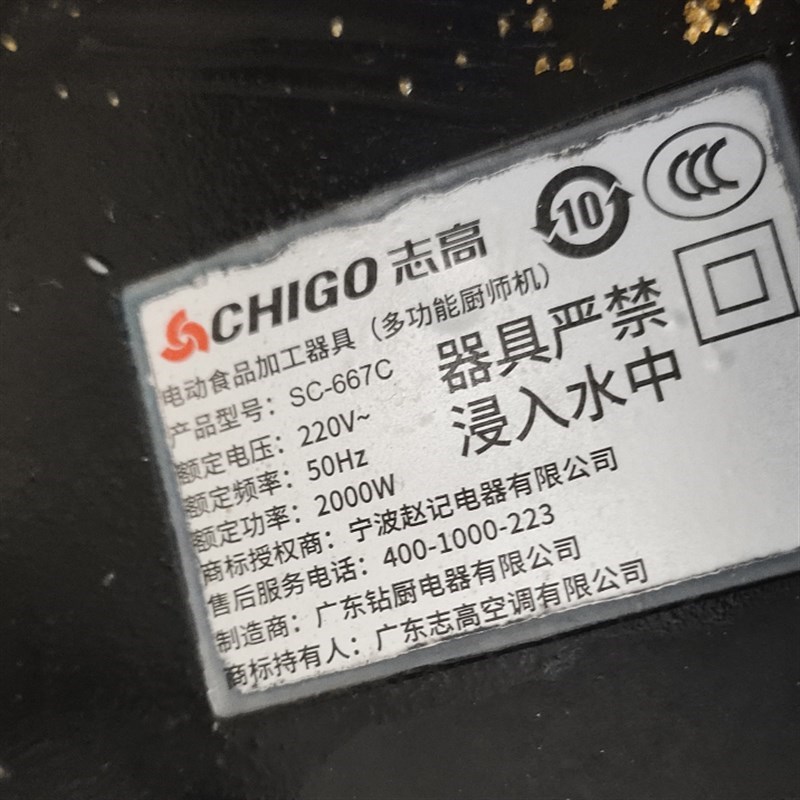 CHIGO 志高
10
CCC
电动食品加工器具（多功能厨师机）
产品型号：SC-667C
额定电压：220V~
额定频率：50Hz
额定功率：2000W
器具严禁
浸入水中
商标授权商：宁波赵记电器有限公司
售后服务电话：400-1000-223
制造商：广东钻厨电器有限公司
商标持有人：广东志高空调有限公司